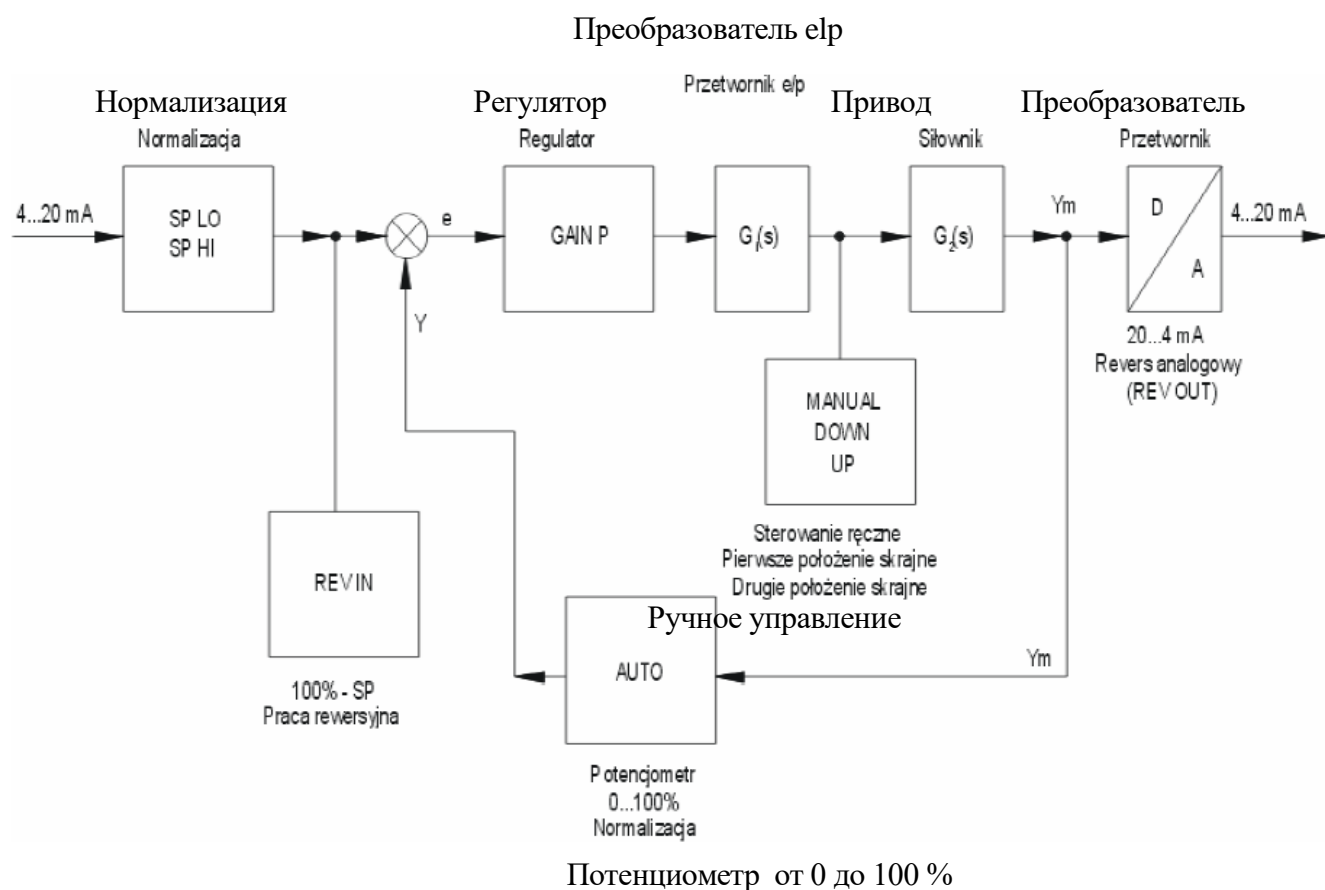 Преобразователь elp
Przetwornik e/p
Нормализация
Регулятор
Привод
Преобразователь
Normalizacja
Regulator
Siłownik
Przetwornik
4...20 mA
SP LO
SP HI
e
GAIN P
G₁(s)
G₂(s)
Ym
D
A
4...20 mA
Y
20...4 mA
Revers analogowy
(REV OUT)
MANUAL
DOWN
UP
Sterowanie ręczne
Pierwsze położenie skrajne
Drugie położenie skrajne
REV IN
Ручное управление
AUTO
Ym
100% - SP
Praca rewersyjna
Potencjometr
0...100%
Normalizacja
Потенциометр от 0 до 100 %